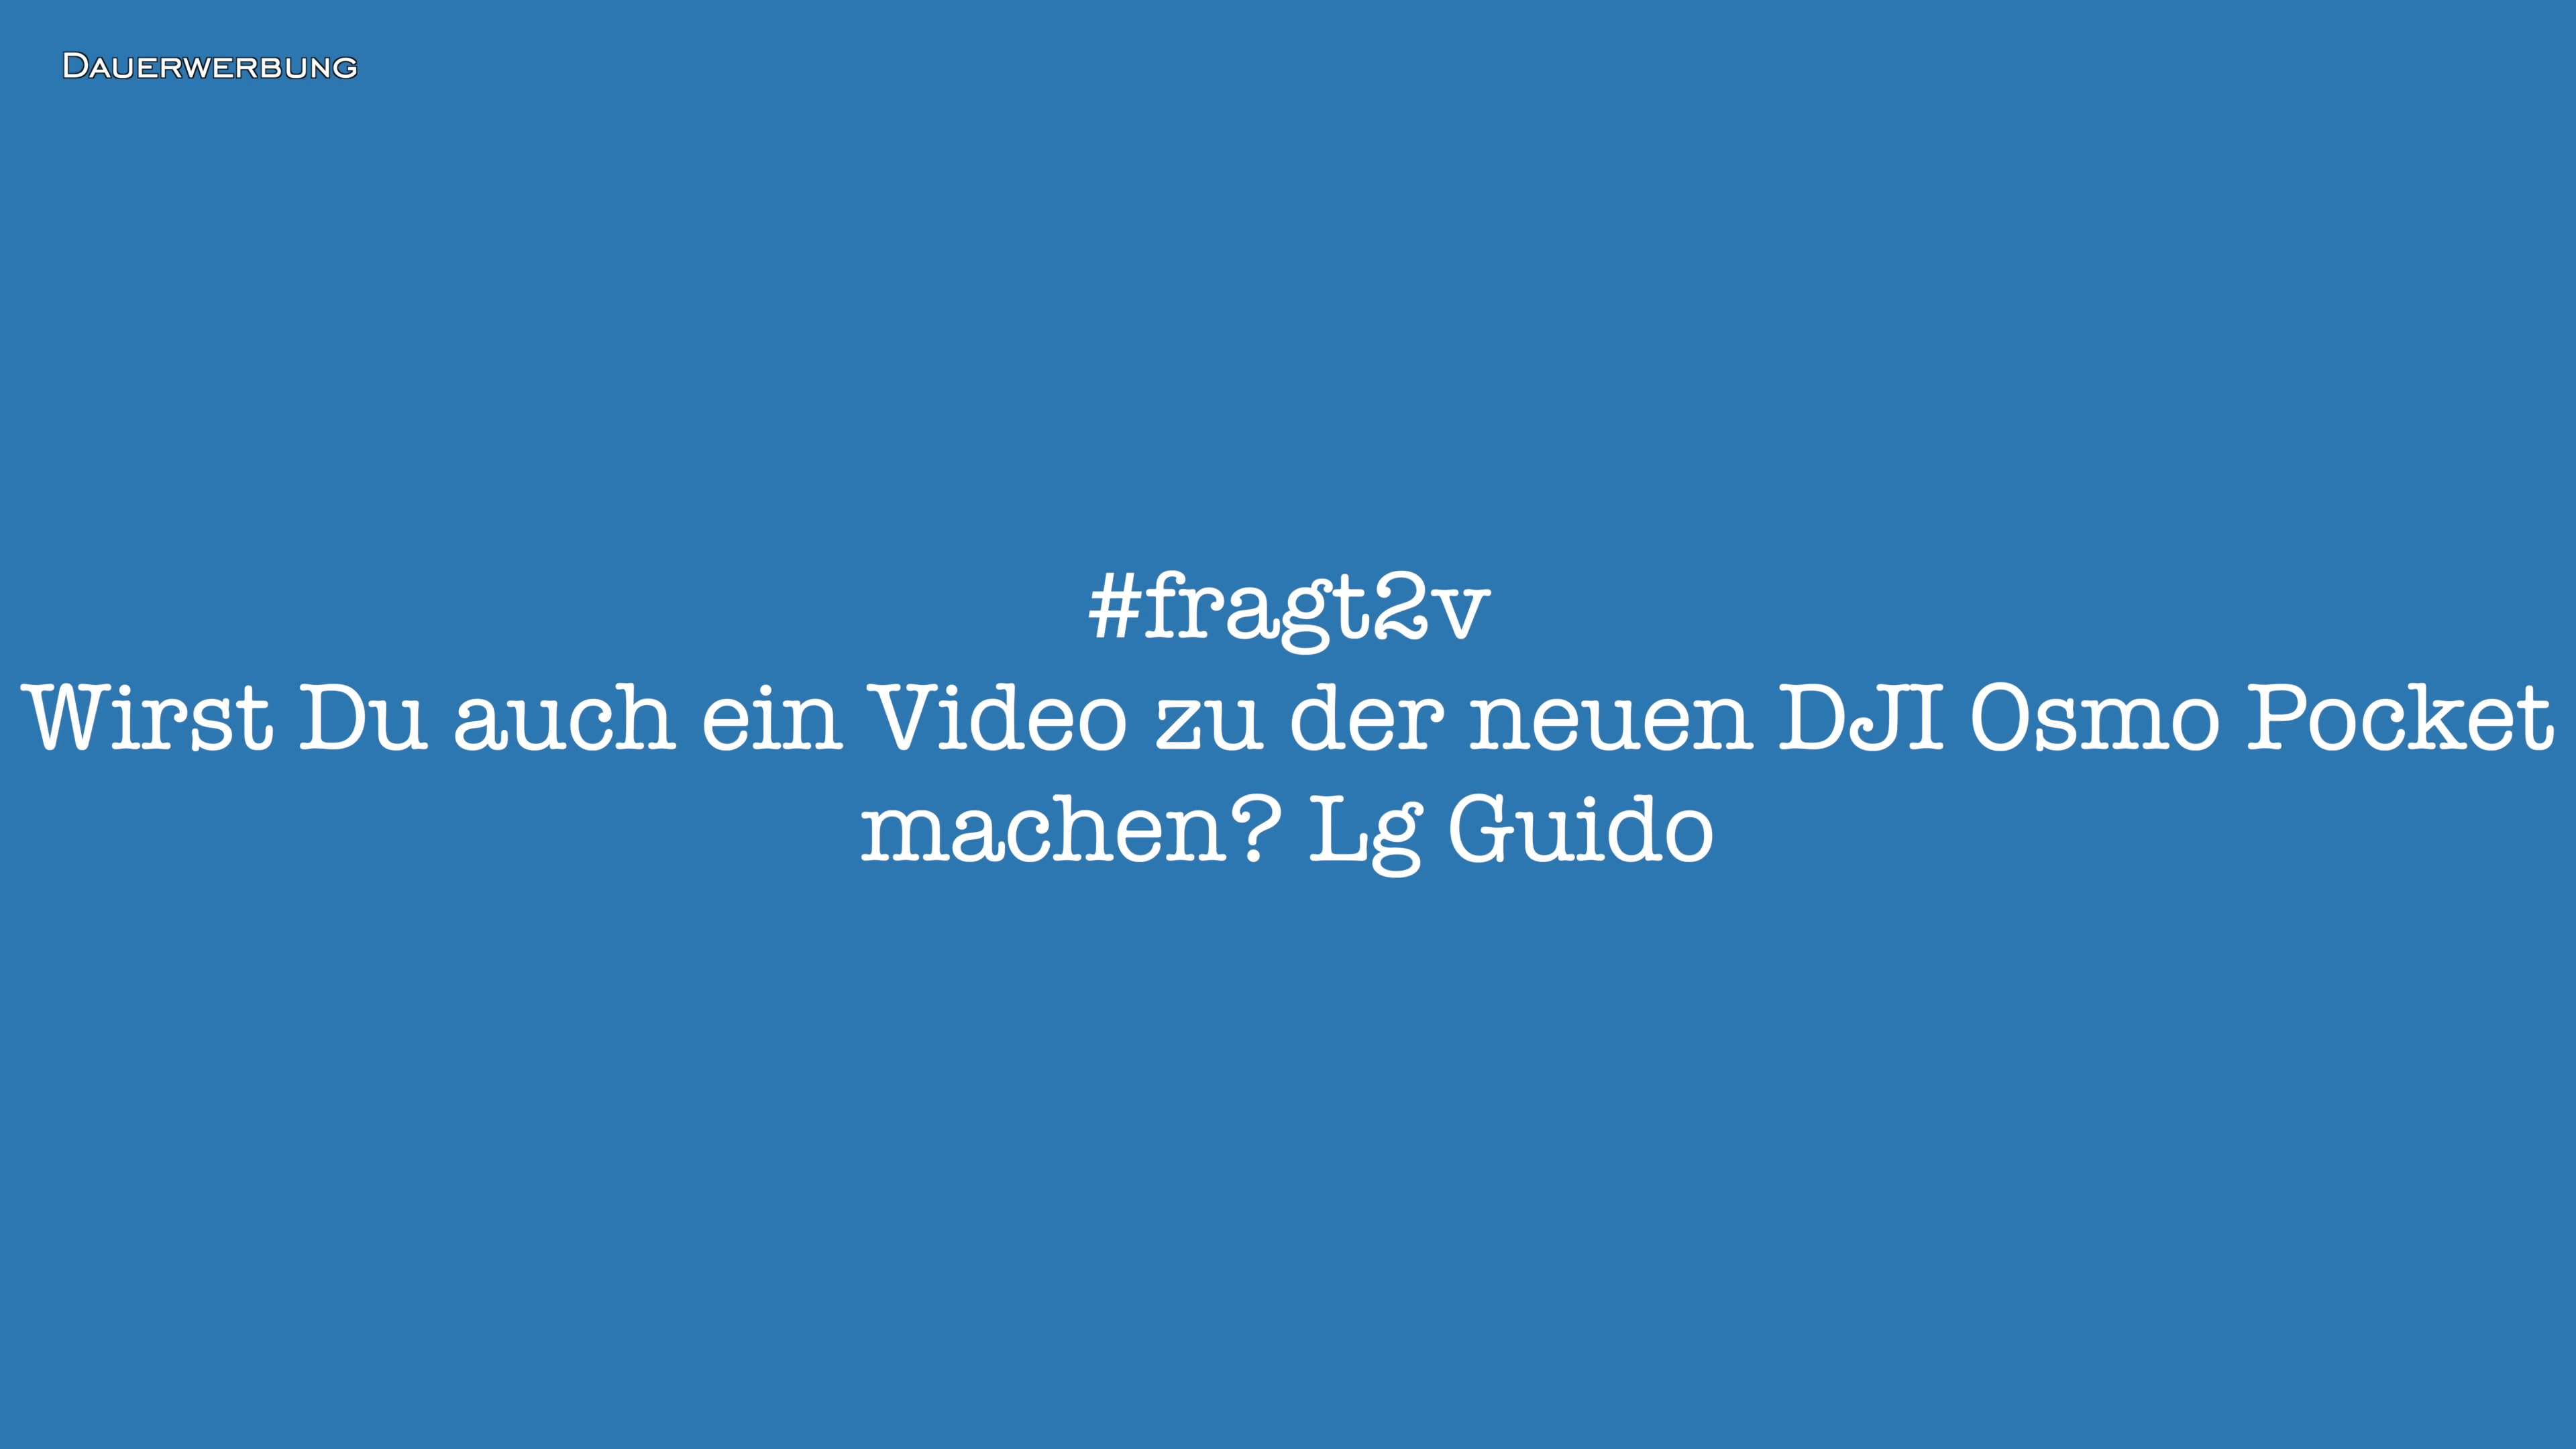 Dauerwerbung
#fragt2v
Wirst Du auch ein Video zu der neuen DJI Osmo Pocket
machen? Lg Guido